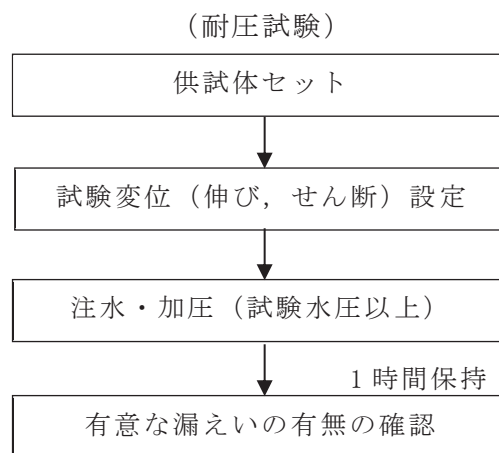 (耐圧試験)
供試体セット
試験変位(伸び,せん断)設定
注水・加圧(試験水圧以上)
1時間保持
有意な漏えいの有無の確認